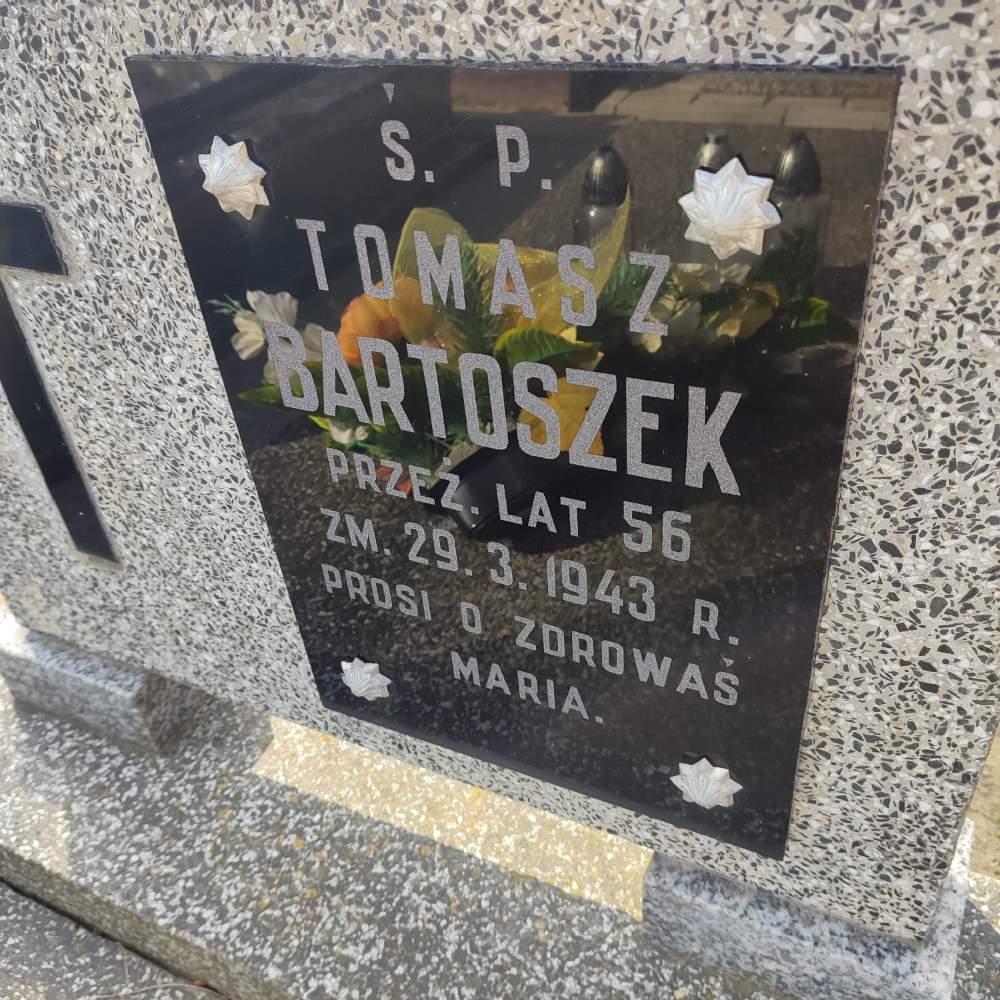 Ś. P.
TOMASZ
BARTOSZEK
PRZEŻ. LAT 56
ZM. 29. 3. 1943 R.
PROSI O ZDROWAŚ
MARIA.